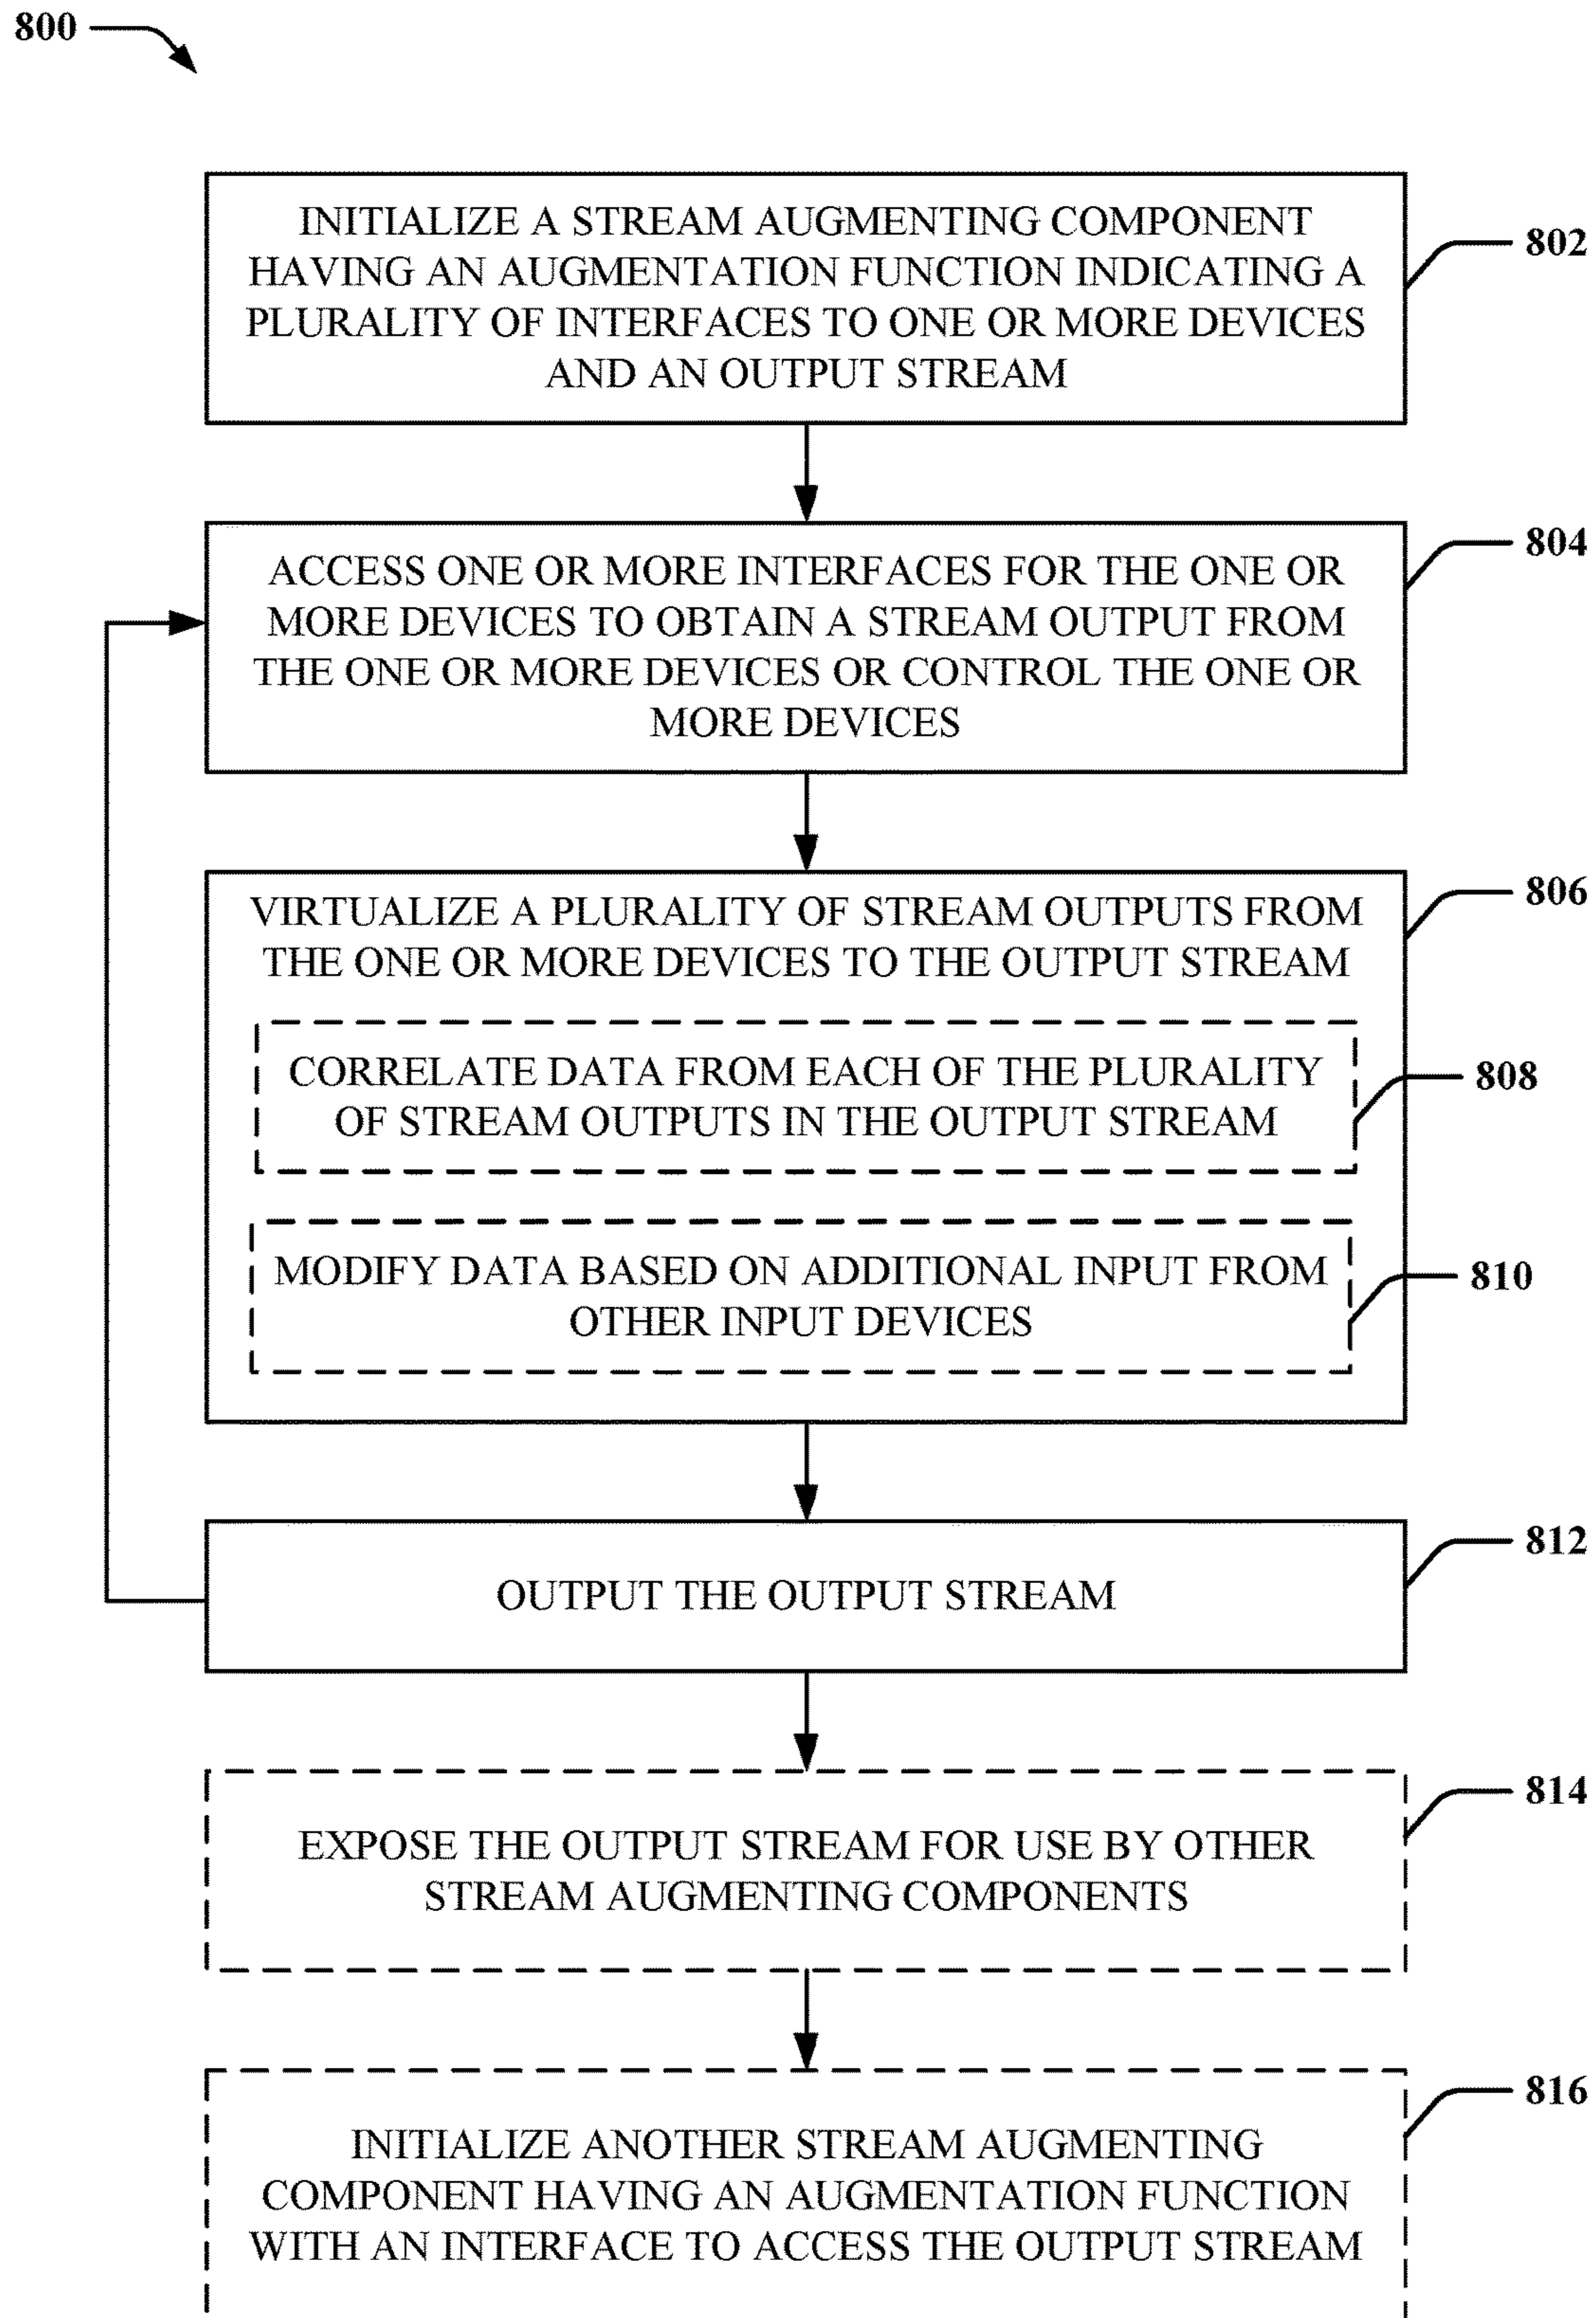 800
INITIALIZE A STREAM AUGMENTING COMPONENT
HAVING AN AUGMENTATION FUNCTION INDICATING A
PLURALITY OF INTERFACES TO ONE OR MORE DEVICES
AND AN OUTPUT STREAM
802
ACCESS ONE OR MORE INTERFACES FOR THE ONE OR
MORE DEVICES TO OBTAIN A STREAM OUTPUT FROM
THE ONE OR MORE DEVICES OR CONTROL THE ONE OR
MORE DEVICES
804
VIRTUALIZE A PLURALITY OF STREAM OUTPUTS FROM
THE ONE OR MORE DEVICES TO THE OUTPUT STREAM
806
CORRELATE DATA FROM EACH OF THE PLURALITY
OF STREAM OUTPUTS IN THE OUTPUT STREAM
808
MODIFY DATA BASED ON ADDITIONAL INPUT FROM
OTHER INPUT DEVICES
810
OUTPUT THE OUTPUT STREAM
812
EXPOSE THE OUTPUT STREAM FOR USE BY OTHER
STREAM AUGMENTING COMPONENTS
814
INITIALIZE ANOTHER STREAM AUGMENTING
COMPONENT HAVING AN AUGMENTATION FUNCTION
WITH AN INTERFACE TO ACCESS THE OUTPUT STREAM
816